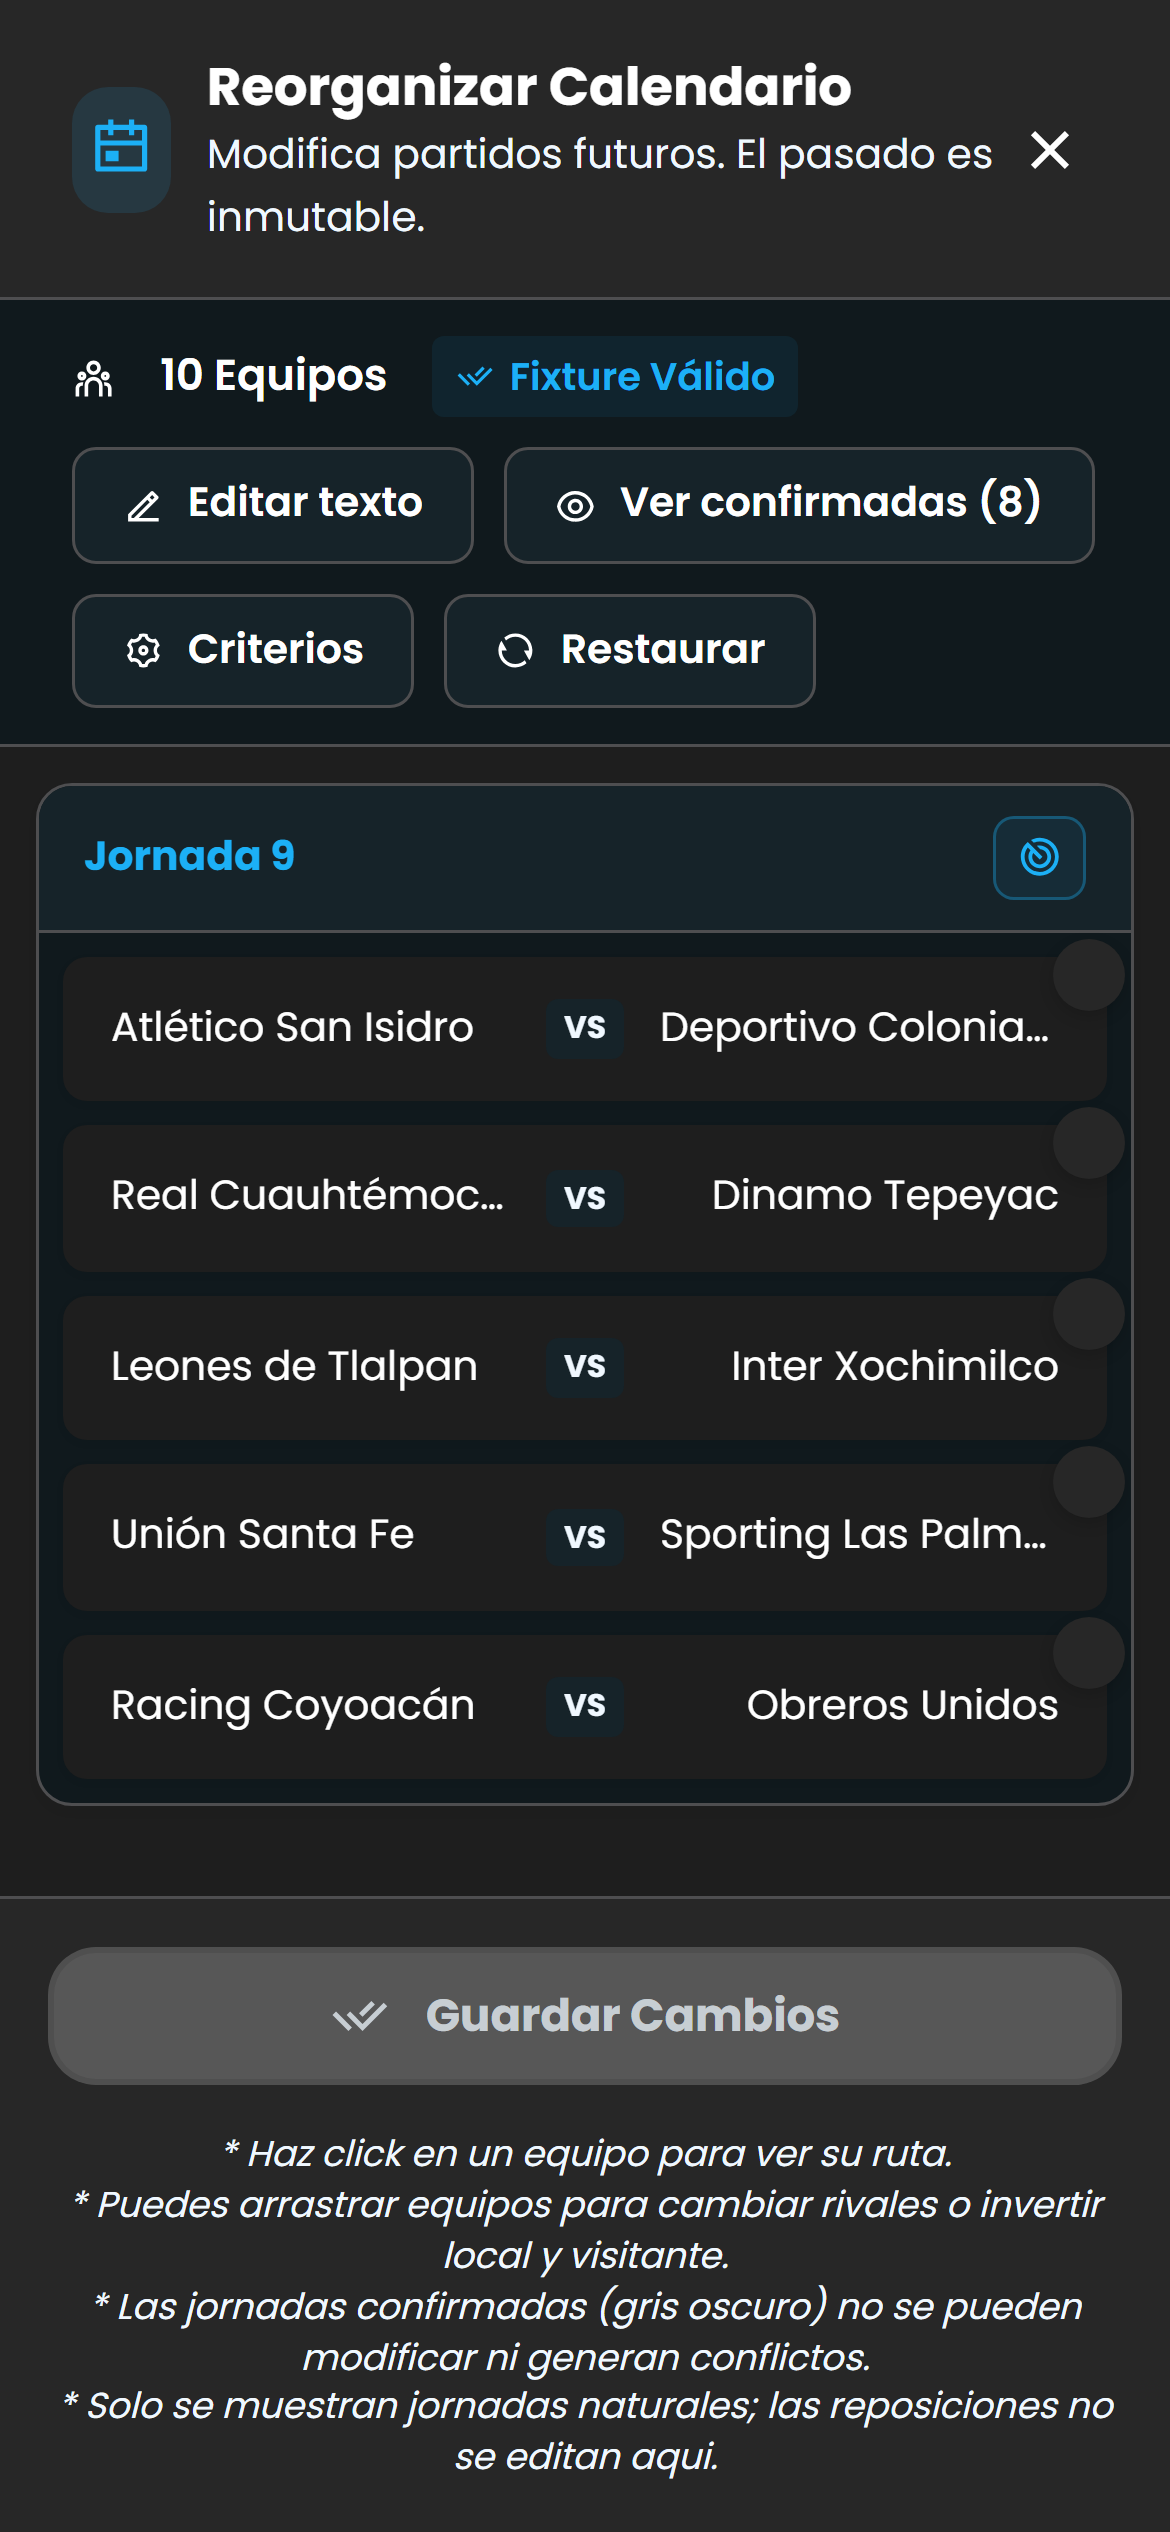 Reorganizar Calendario
Modifica partidos futuros. El pasado es
inmutable.
10 Equipos
Fixture Válido
Editar texto
Ver confirmadas (8)
Criterios
Restaurar
Jornada 9
Atlético San Isidro VS Deportivo Colonia...
Real Cuauhtémoc... VS Dinamo Tepeyac
Leones de Tlalpan VS Inter Xochimilco
Unión Santa Fe VS Sporting Las Palm...
Racing Coyoacán VS Obreros Unidos
Guardar Cambios
* Haz click en un equipo para ver su ruta.
* Puedes arrastrar equipos para cambiar rivales o invertir
local y visitante.
* Las jornadas confirmadas (gris oscuro) no se pueden
modificar ni generan conflictos.
* Solo se muestran jornadas naturales; las reposiciones no
se editan aqui.